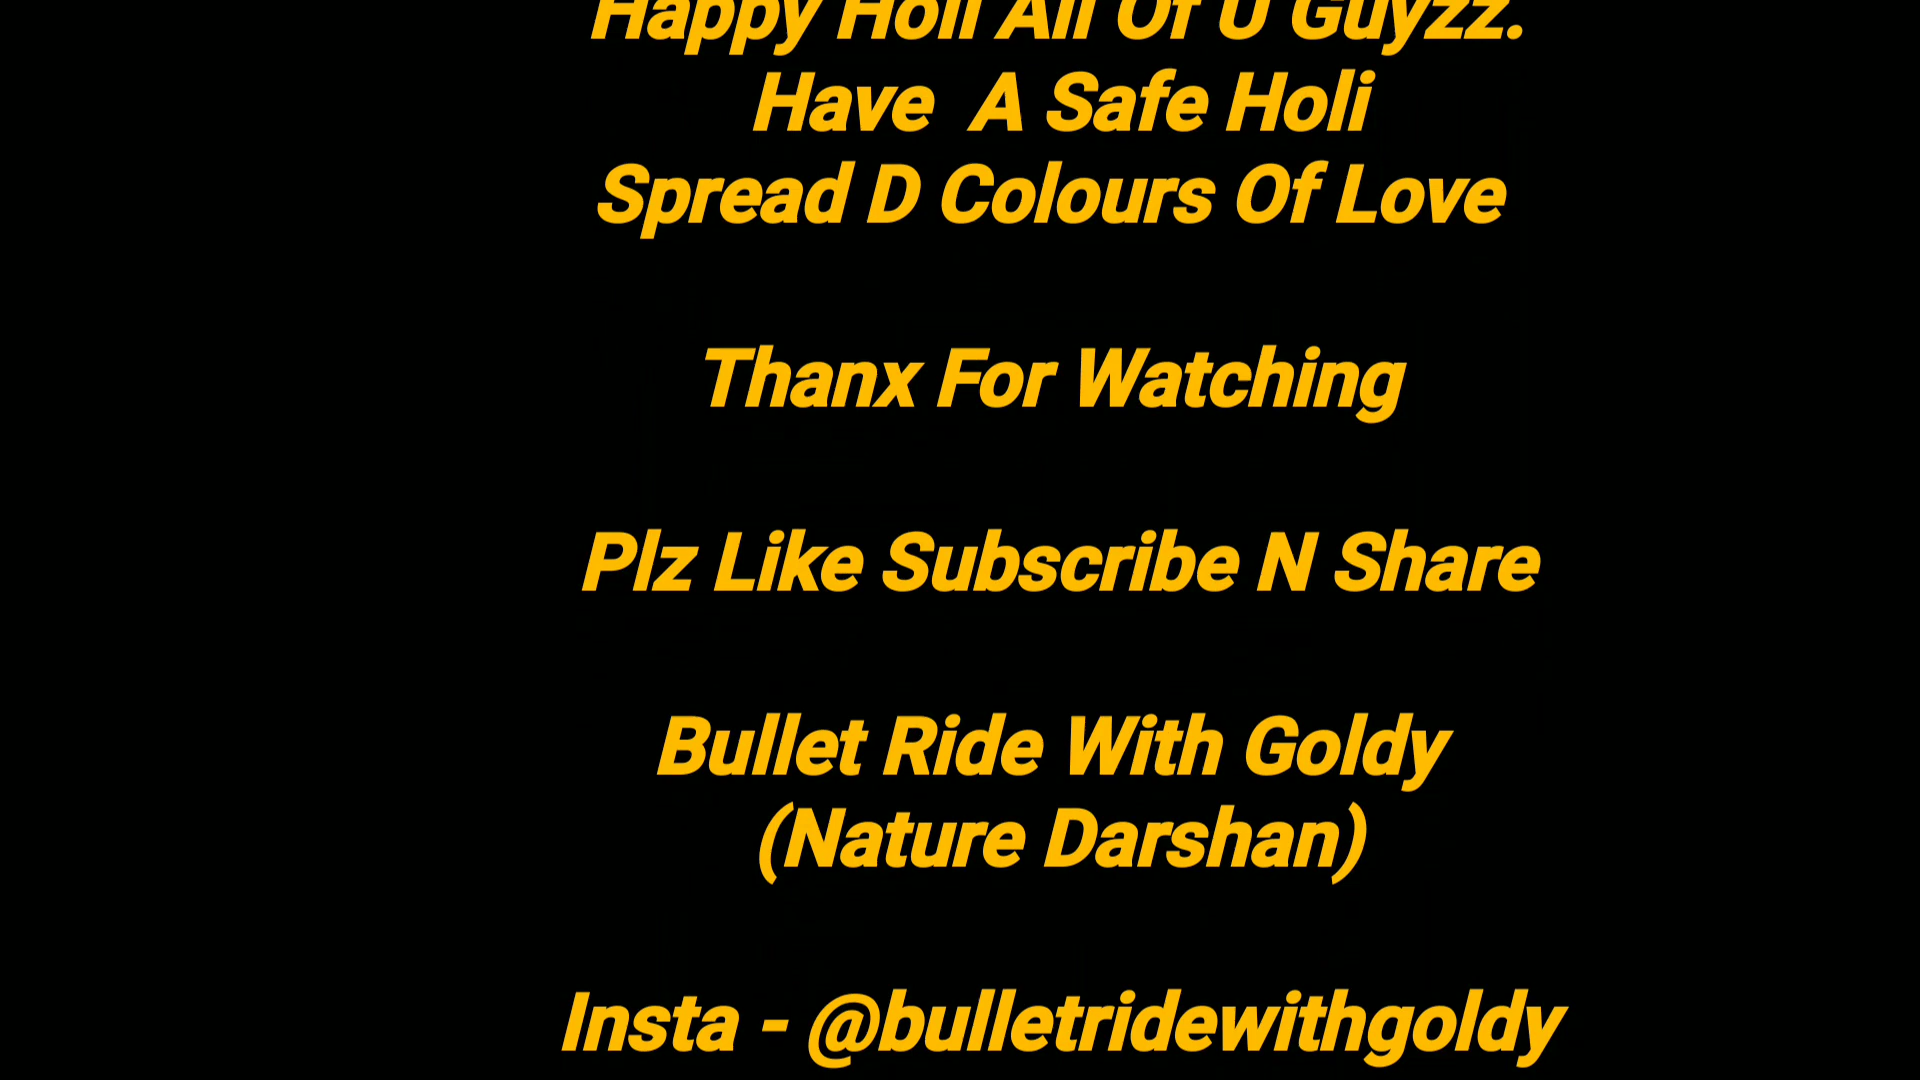 Happy Holi All Of U Guyzz.
Have A Safe Holi
Spread D Colours Of Love
Thanx For Watching
Plz Like Subscribe N Share
Bullet Ride With Goldy
(Nature Darshan)
Insta - @bulletridewithgoldy